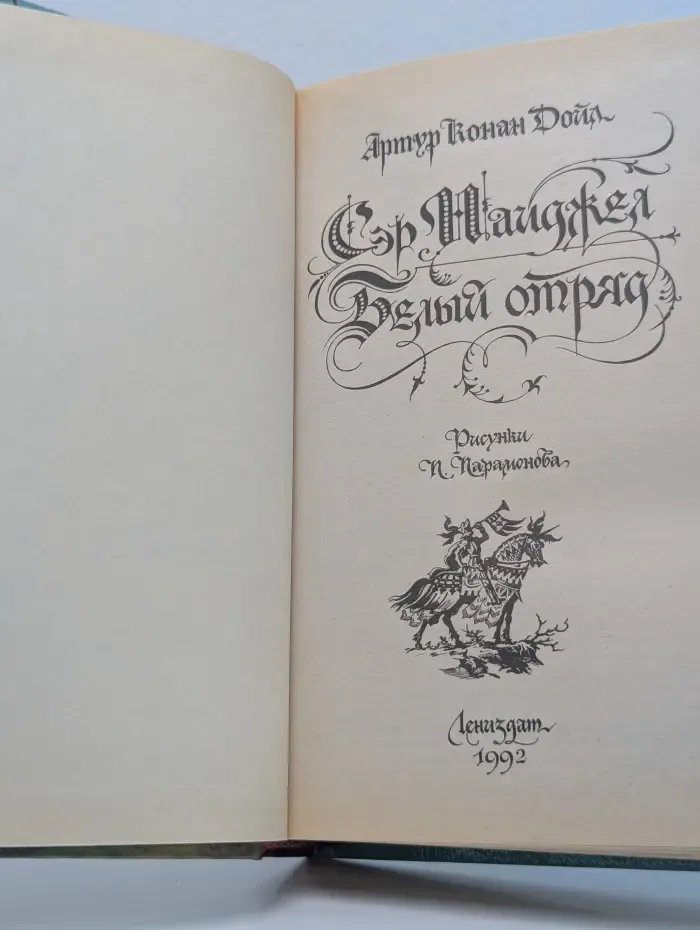 Артур Конан Дойл
Сэр Найджел
Белый отряд
Рисунки
П. Парамонова
Лениздат
1992